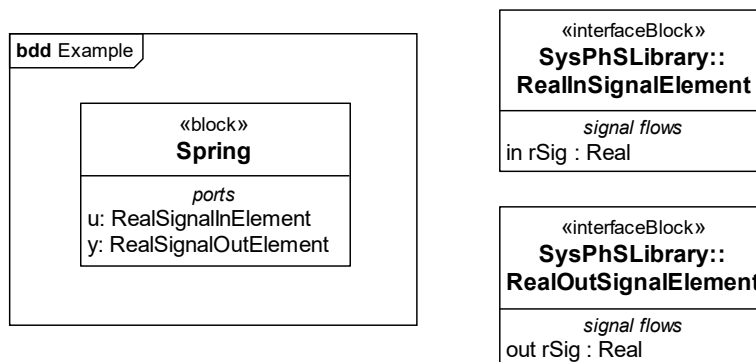 bdd Example
«block»
Spring
ports
u: RealSignalInElement
y: RealSignalOutElement
«interfaceBlock»
SysPhSLibrary::
RealInSignalElement
signal flows
in rSig : Real
«interfaceBlock»
SysPhSLibrary::
RealOutSignalElement
signal flows
out rSig : Real